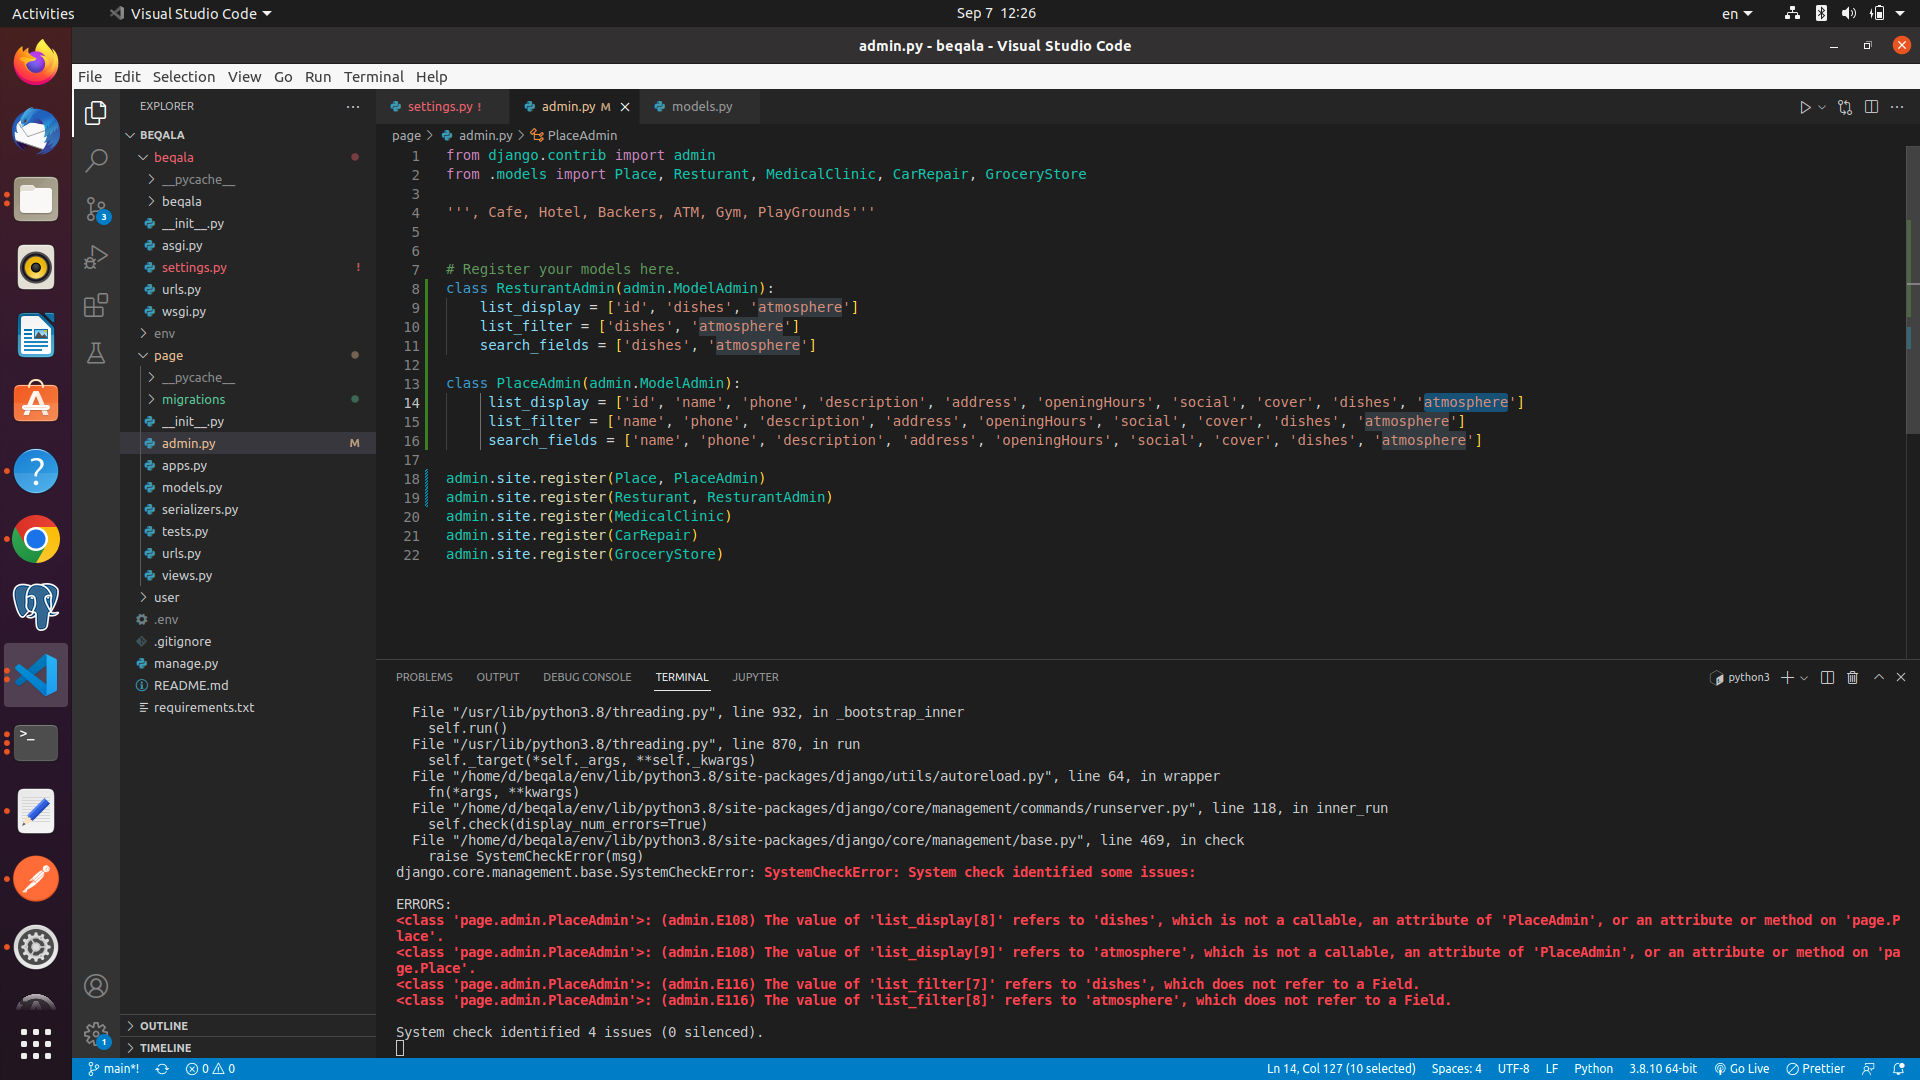 Activities
Visual Studio Code
Sep 7 12:26
en
admin.py - beqala - Visual Studio Code
File Edit Selection View Go Run Terminal Help
EXPLORER
settings.py !
admin.py M
models.py
page > admin.py > PlaceAdmin
BEQALA
beqala
__pycache__
beqala
__init__.py
asgi.py
settings.py !
urls.py
wsgi.py
env
page
__pycache__
migrations
__init__.py
admin.py M
apps.py
models.py
serializers.py
tests.py
urls.py
views.py
user
.env
.gitignore
manage.py
README.md
requirements.txt
OUTLINE
TIMELINE
3
1
1 from django.contrib import admin
2 from .models import Place, Resturant, MedicalClinic, CarRepair, GroceryStore
3
4 ''', Cafe, Hotel, Backers, ATM, Gym, PlayGrounds'''
5
6
7 # Register your models here.
8 class ResturantAdmin(admin.ModelAdmin):
9 list_display = ['id', 'dishes', 'atmosphere']
10 list_filter = ['dishes', 'atmosphere']
11 search_fields = ['dishes', 'atmosphere']
12
13 class PlaceAdmin(admin.ModelAdmin):
14 list_display = ['id', 'name', 'phone', 'description', 'address', 'openingHours', 'social', 'cover', 'dishes', 'atmosphere']
15 list_filter = ['name', 'phone', 'description', 'address', 'openingHours', 'social', 'cover', 'dishes', 'atmosphere']
16 search_fields = ['name', 'phone', 'description', 'address', 'openingHours', 'social', 'cover', 'dishes', 'atmosphere']
17
18 admin.site.register(Place, PlaceAdmin)
19 admin.site.register(Resturant, ResturantAdmin)
20 admin.site.register(MedicalClinic)
21 admin.site.register(CarRepair)
22 admin.site.register(GroceryStore)
PROBLEMS OUTPUT DEBUG CONSOLE TERMINAL JUPYTER
python3
File "/usr/lib/python3.8/threading.py", line 932, in _bootstrap_inner
self.run()
File "/usr/lib/python3.8/threading.py", line 870, in run
self._target(*self._args, **self._kwargs)
File "/home/d/beqala/env/lib/python3.8/site-packages/django/utils/autoreload.py", line 64, in wrapper
fn(*args, **kwargs)
File "/home/d/beqala/env/lib/python3.8/site-packages/django/core/management/commands/runserver.py", line 118, in inner_run
self.check(display_num_errors=True)
File "/home/d/beqala/env/lib/python3.8/site-packages/django/core/management/base.py", line 469, in check
raise SystemCheckError(msg)
django.core.management.base.SystemCheckError: SystemCheckError: System check identified some issues:
ERRORS:
<class 'page.admin.PlaceAdmin'>: (admin.E108) The value of 'list_display[8]' refers to 'dishes', which is not a callable, an attribute of 'PlaceAdmin', or an attribute or method on 'page.P
lace'.
<class 'page.admin.PlaceAdmin'>: (admin.E108) The value of 'list_display[9]' refers to 'atmosphere', which is not a callable, an attribute of 'PlaceAdmin', or an attribute or method on 'pa
ge.Place'.
<class 'page.admin.PlaceAdmin'>: (admin.E116) The value of 'list_filter[7]' refers to 'dishes', which does not refer to a Field.
<class 'page.admin.PlaceAdmin'>: (admin.E116) The value of 'list_filter[8]' refers to 'atmosphere', which does not refer to a Field.
System check identified 4 issues (0 silenced).
main*! 0 0
Ln 14, Col 127 (10 selected) Spaces: 4 UTF-8 LF Python 3.8.10 64-bit Go Live Prettier